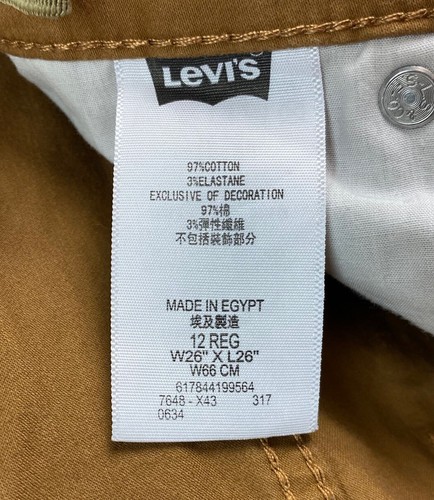 Levi's
97%COTTON
3%ELASTANE
EXCLUSIVE OF DECORATION
97%棉
3%彈性纖維
不包括裝飾部分
MADE IN EGYPT
埃及製造
12 REG
W26" X L26"
W66 CM
617844199564
7648 - X43 317
0634